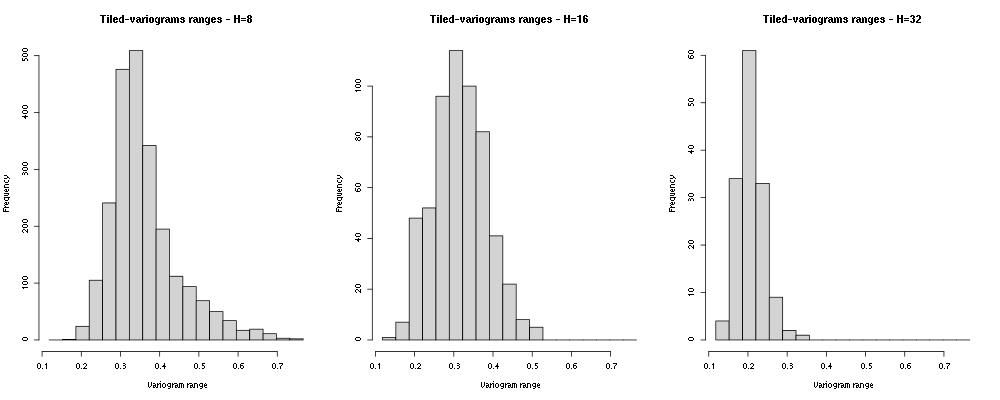 Tiled-variograms ranges - H=8
Frequency
500
400
300
200
100
0
0.1 0.2 0.3 0.4 0.5 0.6 0.7
Variogram range
Tiled-variograms ranges - H=16
Frequency
100
80
60
40
20
0
0.1 0.2 0.3 0.4 0.5 0.6 0.7
Variogram range
Tiled-variograms ranges - H=32
Frequency
60
50
40
30
20
10
0
0.1 0.2 0.3 0.4 0.5 0.6 0.7
Variogram range